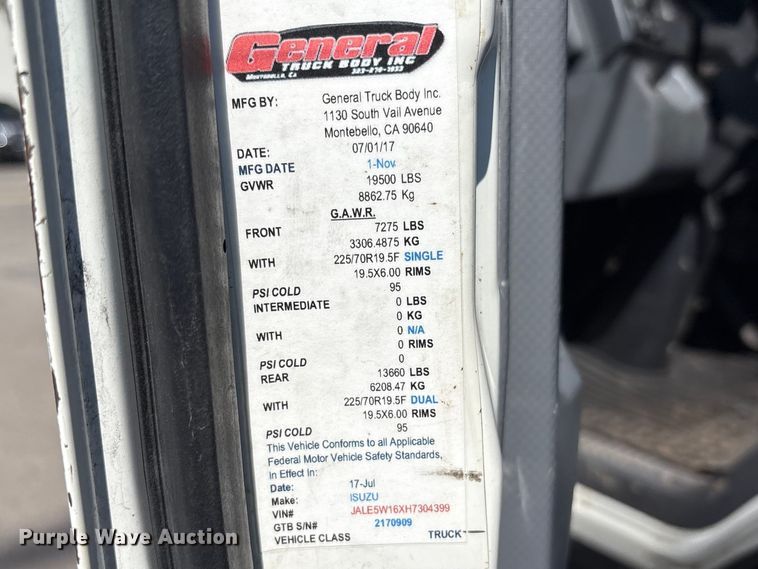 General
TRUCK BODY INC
MONTEBELLO, CA 323-276-1933
MFG BY: General Truck Body Inc.
1130 South Vail Avenue
Montebello, CA 90640
DATE: 07/01/17
MFG DATE 1-Nov
GVWR 19500 LBS
8862.75 Kg
G.A.W.R.
FRONT 7275 LBS
3306.4875 KG
WITH 225/70R19.5F SINGLE
19.5X6.00 RIMS
PSI COLD 95
INTERMEDIATE 0 LBS
0 KG
WITH 0 N/A
0 RIMS
PSI COLD 0
REAR 13660 LBS
6208.47 KG
WITH 225/70R19.5F DUAL
19.5X6.00 RIMS
PSI COLD 95
This Vehicle Conforms to all Applicable
Federal Motor Vehicle Safety Standards,
in Effect In:
Date: 17-Jul
Make: ISUZU
VIN# JALE5W16XH7304399
GTB S/N# 2170909
VEHICLE CLASS TRUCK
Purple Wave Auction